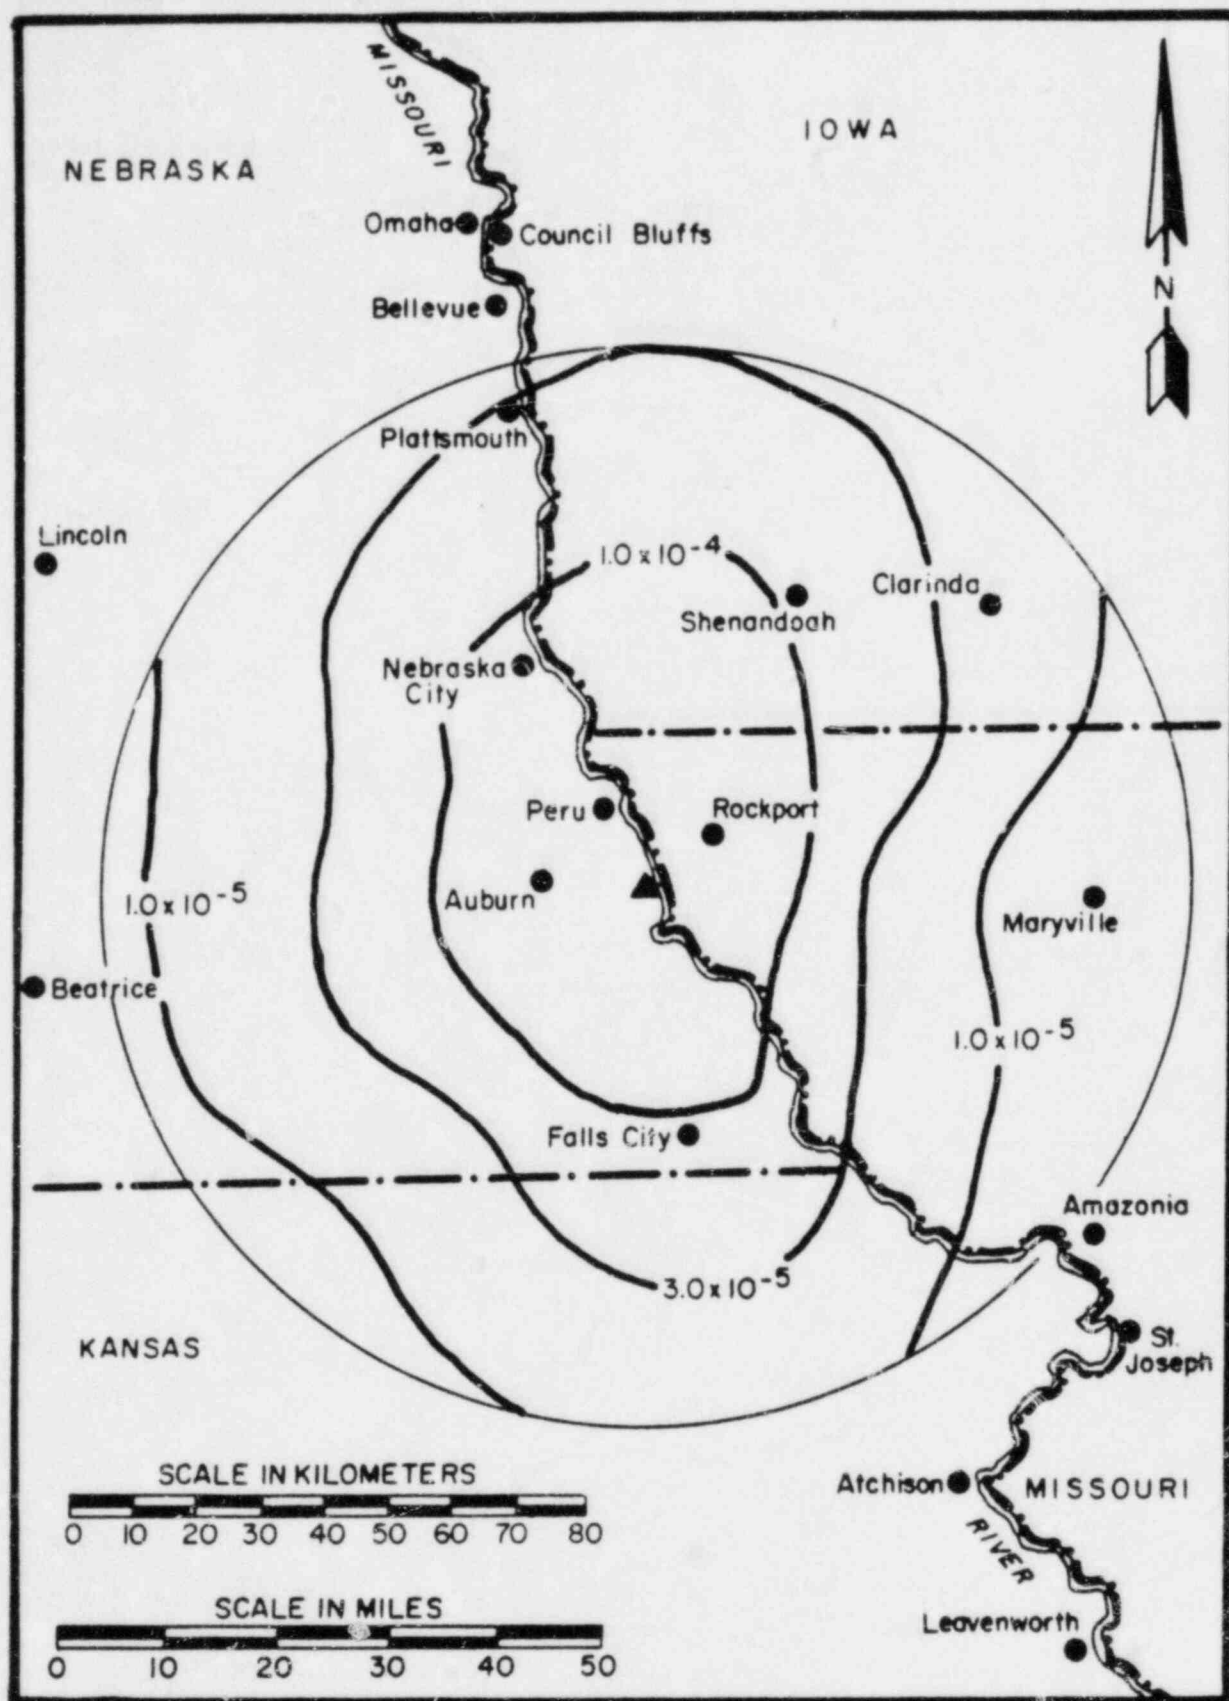 MISSOURI
IOWA
NEBRASKA
Omaha
Council Bluffs
N
Bellevue
Plattsmouth
Lincoln
1.0 x 10-4
Clarinda
Shenandoah
Nebraska
City
Peru
Rockport
1.0 x 10-5
Auburn
Maryville
Beatrice
1.0 x 10-5
Falls City
Amazonia
3.0 x 10-5
KANSAS
St.
Joseph
SCALE IN KILOMETERS
0 10 20 30 40 50 60 70 80
Atchison
MISSOURI
RIVER
SCALE IN MILES
0 10 20 30 40 50
Leavenworth